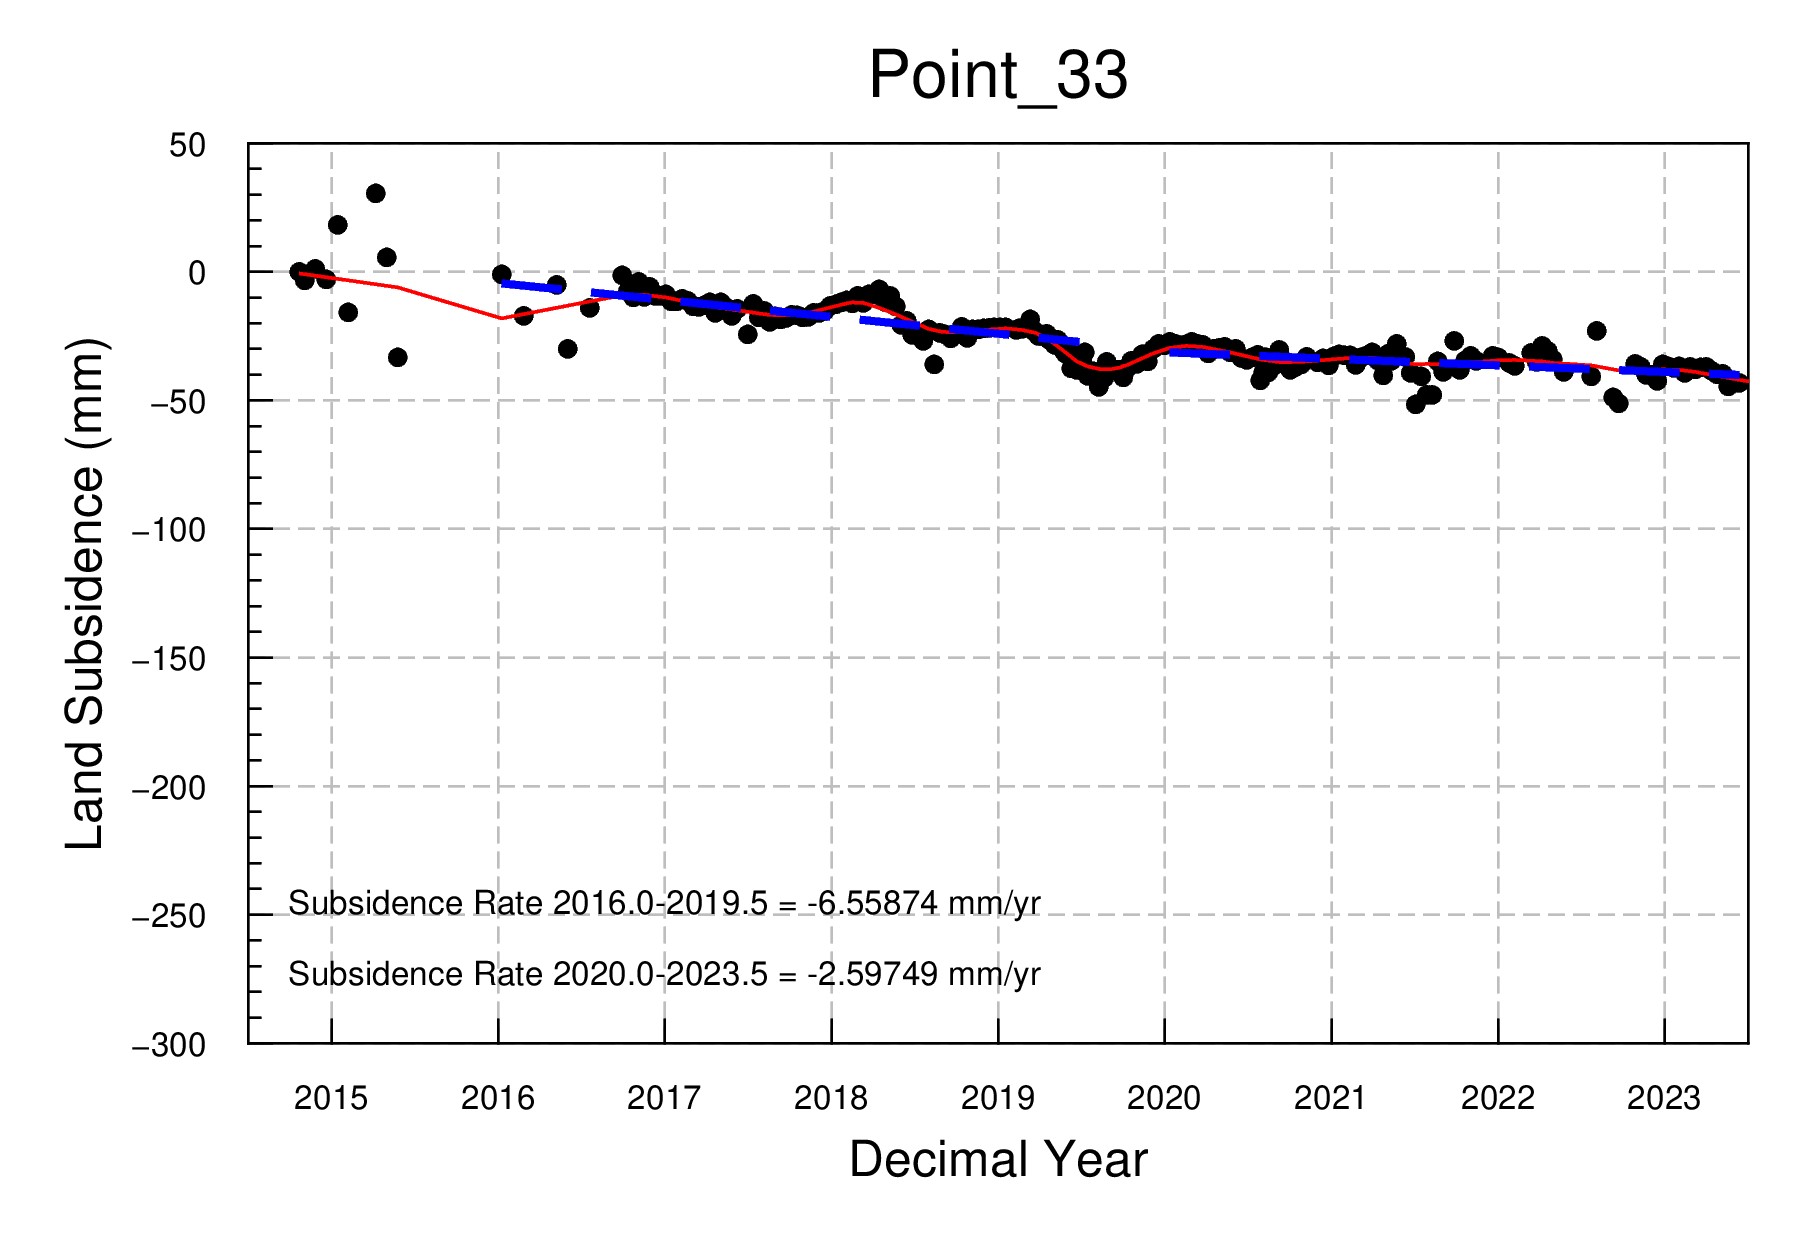 Point_33
50
0
−50
−100
−150
−200
−250
−300
Land Subsidence (mm)
Subsidence Rate 2016.0-2019.5 = -6.55874 mm/yr
Subsidence Rate 2020.0-2023.5 = -2.59749 mm/yr
2015 2016 2017 2018 2019 2020 2021 2022 2023
Decimal Year